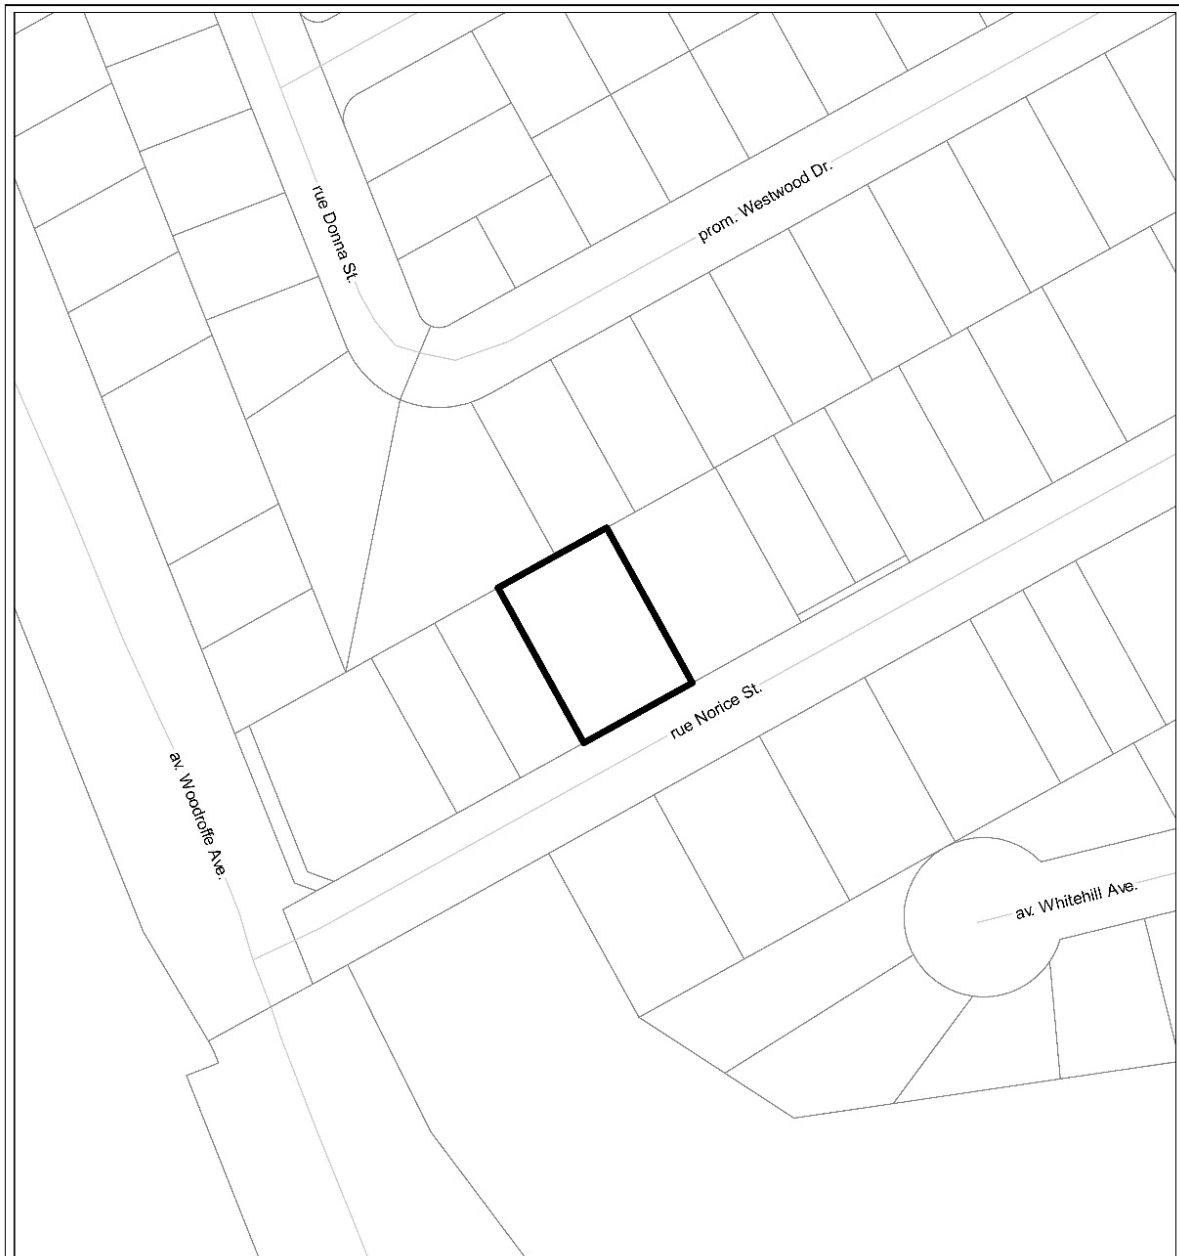 rue Donna St.
prom. Westwood Dr.
rue Norice St.
av. Woodroffe Ave.
av. Whitehill Ave.